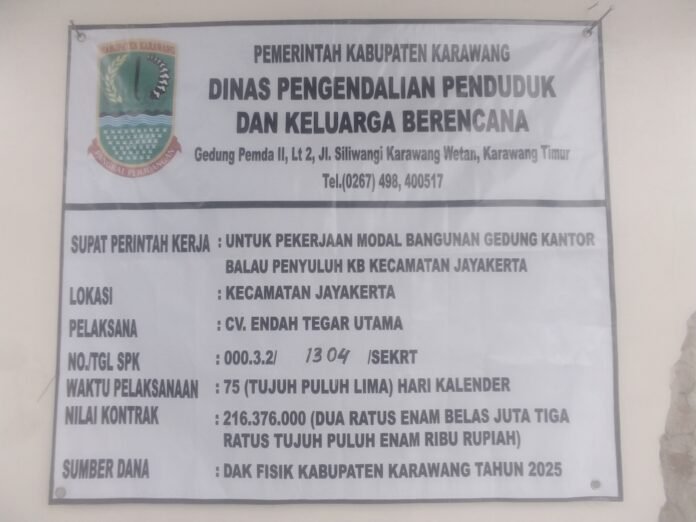 KABUPATEN KARAWANG
PANGKAL PERJUANGAN
PEMERINTAH KABUPATEN KARAWANG
DINAS PENGENDALIAN PENDUDUK
DAN KELUARGA BERENCANA
Gedung Pemda II, Lt 2, Jl. Siliwangi Karawang Wetan, Karawang Timur
Tel.(0267) 498, 400517
SUPAT PERINTAH KERJA : UNTUK PEKERJAAN MODAL BANGUNAN GEDUNG KANTOR
BALAU PENYULUH KB KECAMATAN JAYAKERTA
LOKASI : KECAMATAN JAYAKERTA
PELAKSANA : CV. ENDAH TEGAR UTAMA
NO./TGL SPK : 000.3.2/ 1304 /SEKRT
WAKTU PELAKSANAAN : 75 (TUJUH PULUH LIMA) HARI KALENDER
NILAI KONTRAK : 216.376.000 (DUA RATUS ENAM BELAS JUTA TIGA
RATUS TUJUH PULUH ENAM RIBU RUPIAH)
SUMBER DANA : DAK FISIK KABUPATEN KARAWANG TAHUN 2025